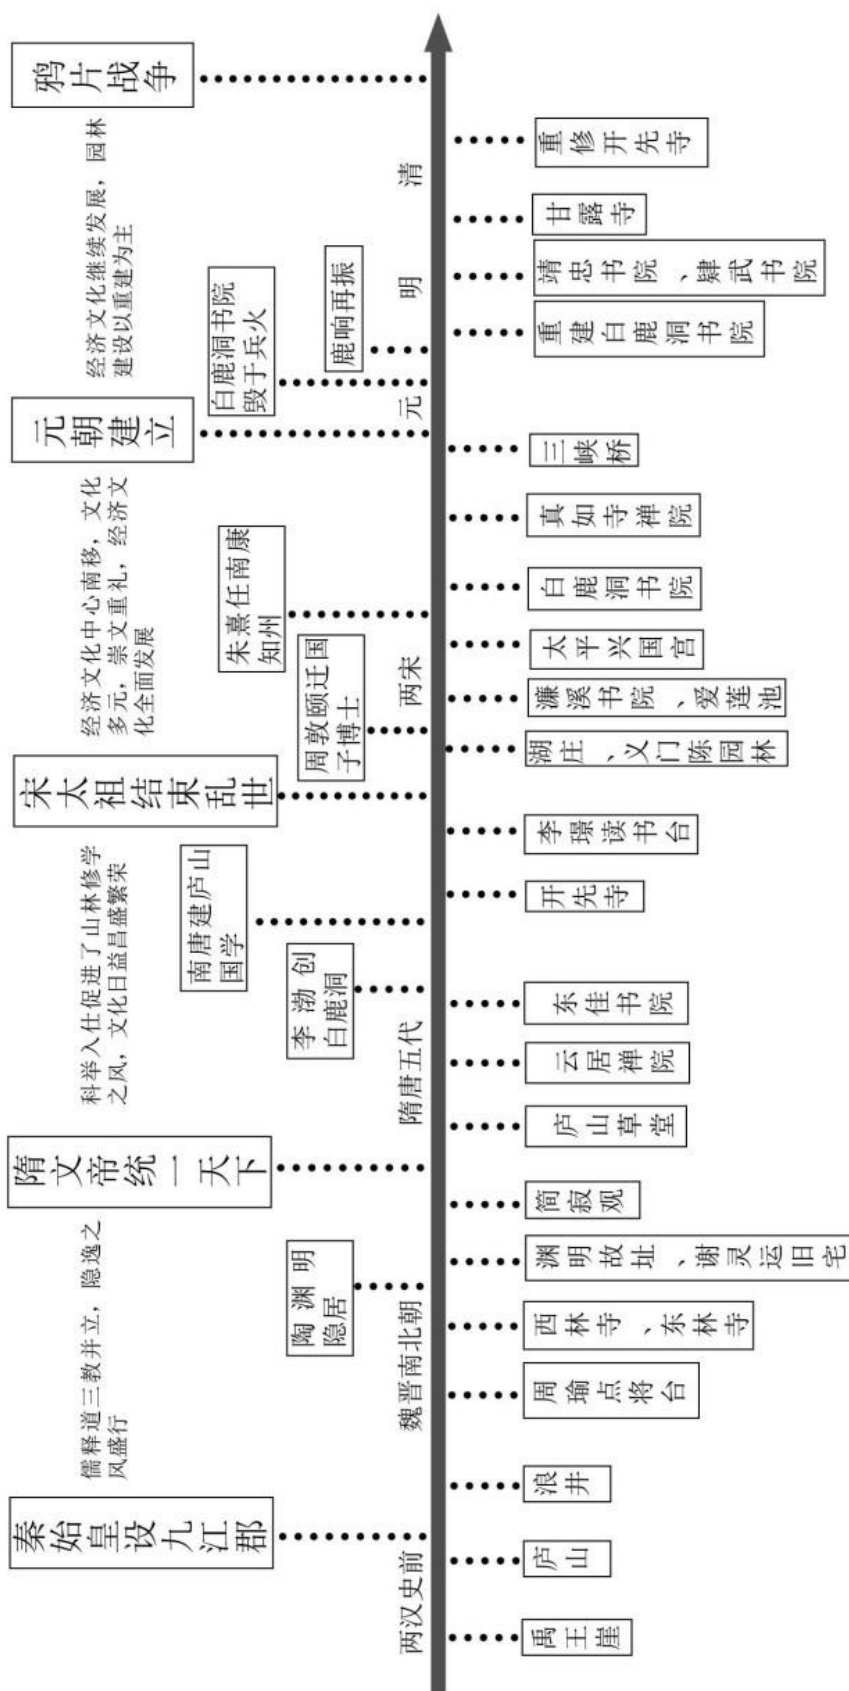 秦始皇设九江郡
隋文帝统一天下
宋太祖结束乱世
元朝建立
鸦片战争
儒释道三教并立，隐逸之
风盛行
科举入仕促进了山林修学
之风，文化日益昌盛繁荣
经济文化中心南移，文化
多元，崇文重礼，经济文
化全面发展
经济文化继续发展，园林
建设以重建为主
陶渊明
隐居
李渤创
白鹿洞
南唐建庐山
国学
周敦颐迁国
子博士
朱熹任南康
知州
白鹿洞书院
毁于兵火
鹿响再振
两汉史前
魏晋南北朝
隋唐五代
两宋
元
明
清
禹王崖
庐山
浪井
周瑜点将台
西林寺、东林寺
渊明故址、谢灵运旧宅
简寂观
庐山草堂
云居禅院
东佳书院
开先寺
李璟读书台
湖庄、义门陈园林
濂溪书院、爱莲池
太平兴国宫
白鹿洞书院
真如寺禅院
三峡桥
重建白鹿洞书院
靖忠书院、肄武书院
甘露寺
重修开先寺